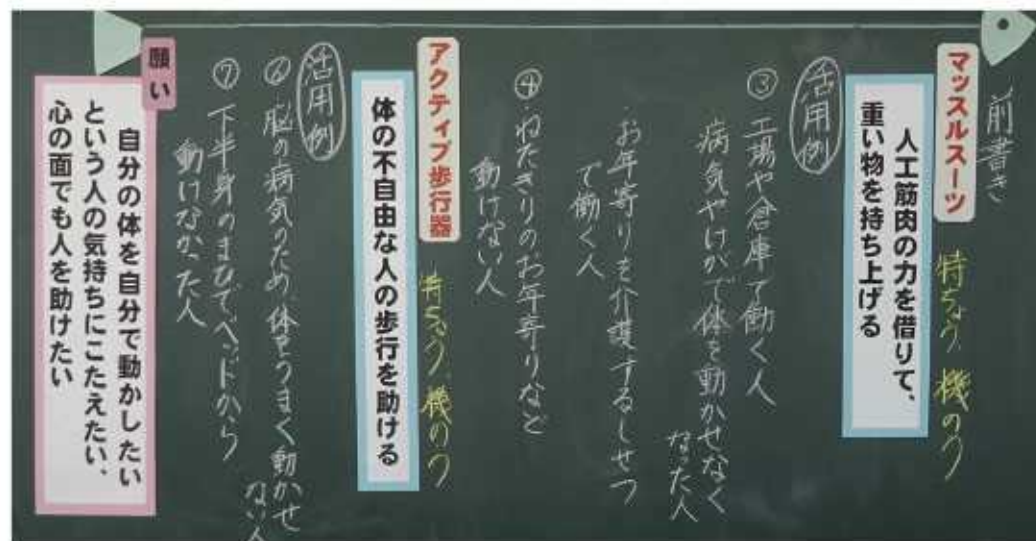 前書き
マッスルスーツ
特ちょう、機のう
人工筋肉の力を借りて、
重い物を持ち上げる
活用例
③工場や倉庫で働く人
病気やけがで体を動かせなく
なった人
お年寄りを介護するしせつ
で働く人
④ねたきりのお年寄りなど
動けない人
アクティブ歩行器
特ちょう、機のう
体の不自由な人の歩行を助ける
活用例
⑥脳の病気のため、体をうまく動かせ
ない人
⑦下半身のまひでベッドから
動けなかった人
願い
自分の体を自分で動かしたい
という人の気持ちにこたえたい、
心の面でも人を助けたい